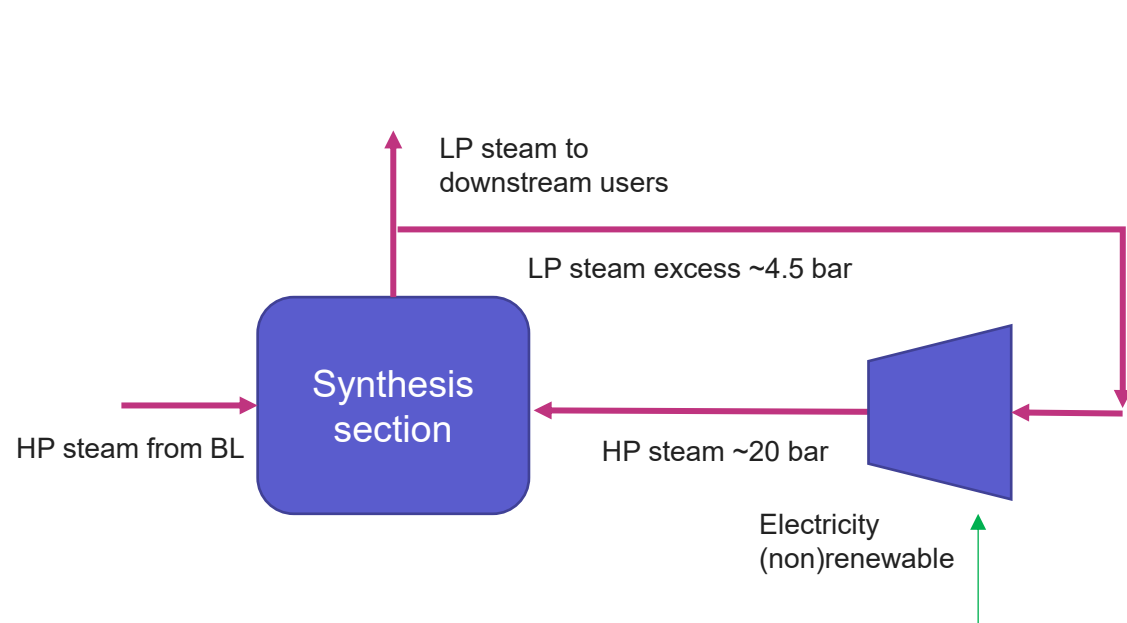 LP steam to
downstream users
LP steam excess ~4.5 bar
Synthesis
section
HP steam from BL
HP steam ~20 bar
Electricity
(non)renewable